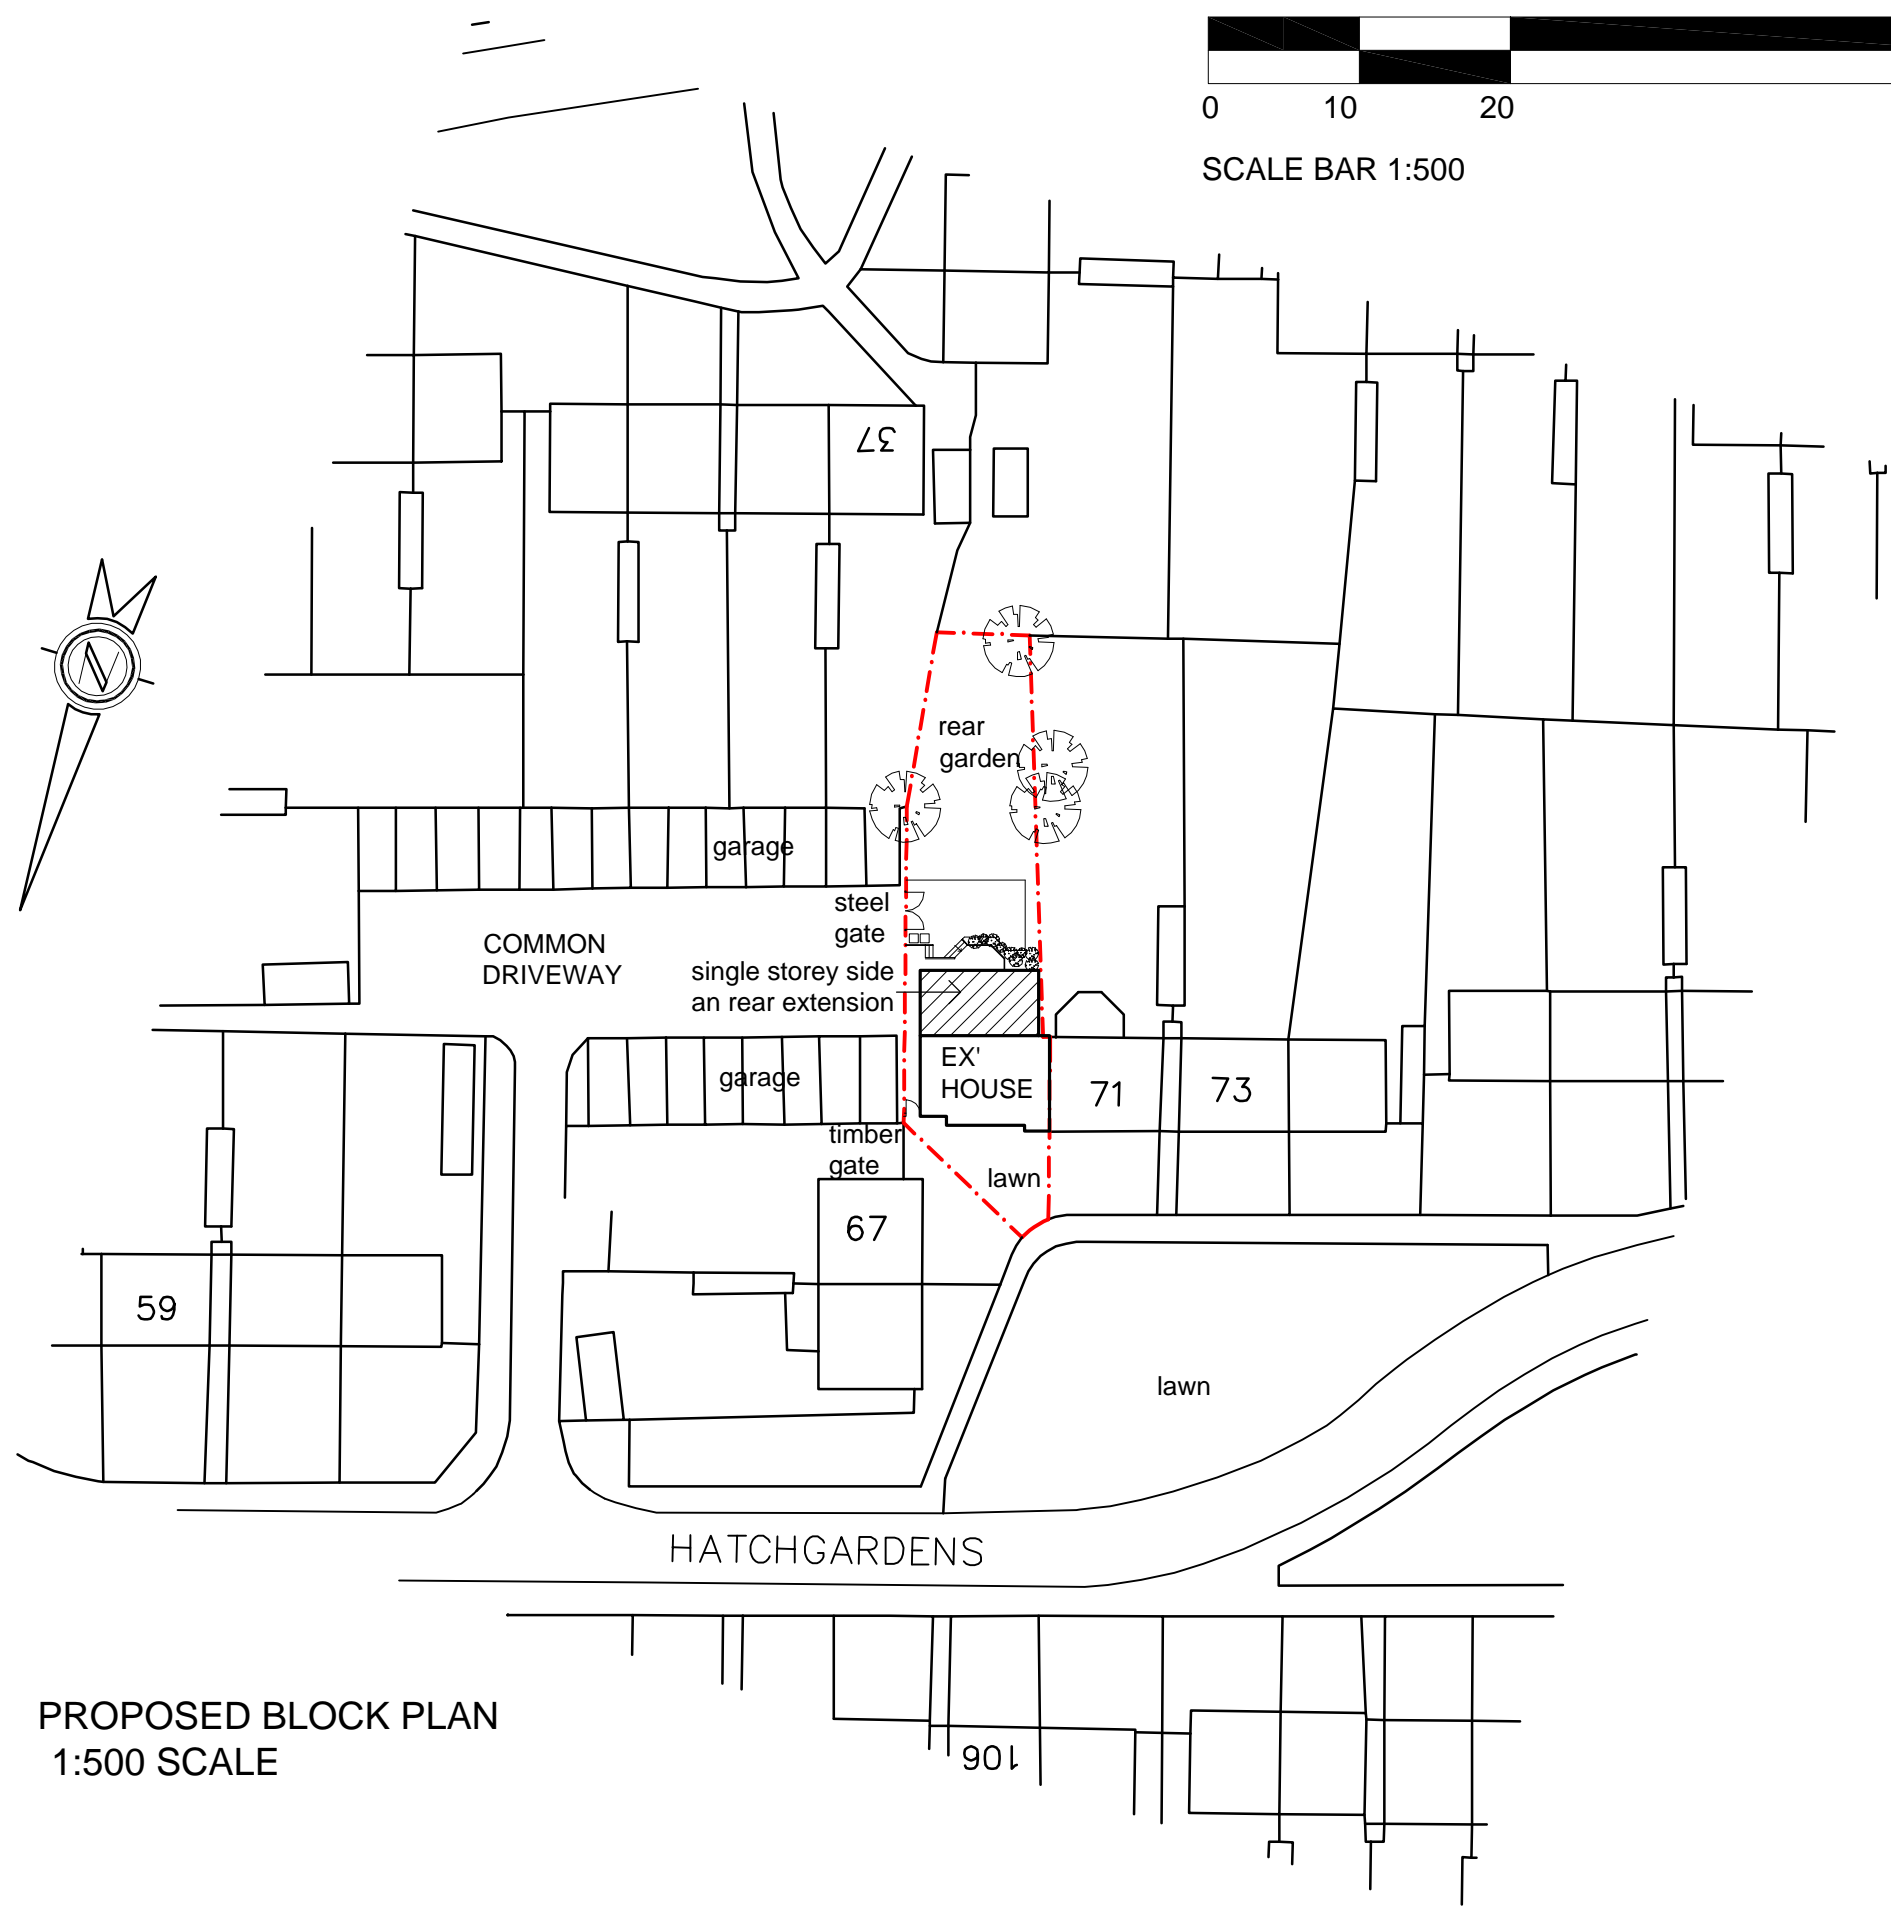 0 10 20
SCALE BAR 1:500
37
N
rear
garden
garage
steel
gate
COMMON
DRIVEWAY
single storey side
an rear extension
EX'
HOUSE
garage
71
73
timber
gate
lawn
67
59
lawn
HATCHGARDENS
106
PROPOSED BLOCK PLAN
1:500 SCALE